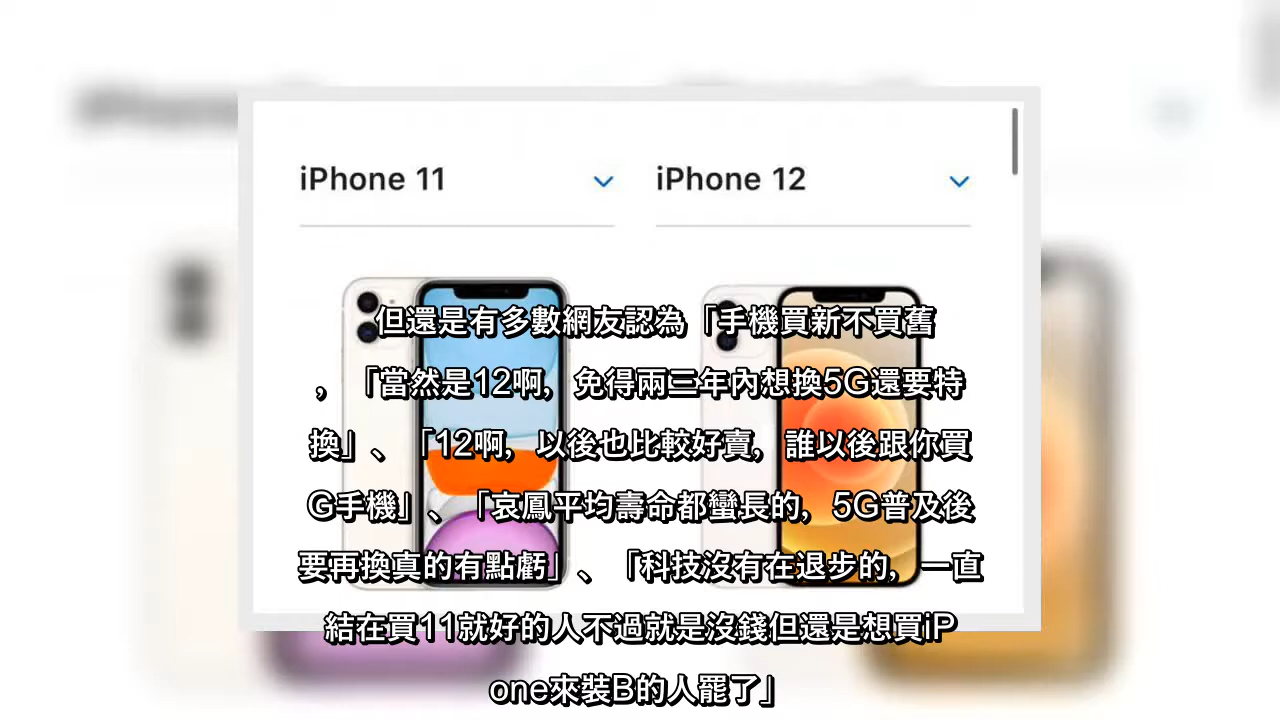 iPhone 11
iPhone 12
但還是有多數網友認為「手機買新不買舊
，「當然是12啊，免得兩三年內想換5G還要特
換」、「12啊，以後也比較好賣，誰以後跟你買
G手機」、「哀鳳平均壽命都蠻長的，5G普及後
要再換真的有點虧」、「科技沒有在退步的，一直
結在買11就好的人不過就是沒錢但還是想買iP
one來裝B的人罷了」